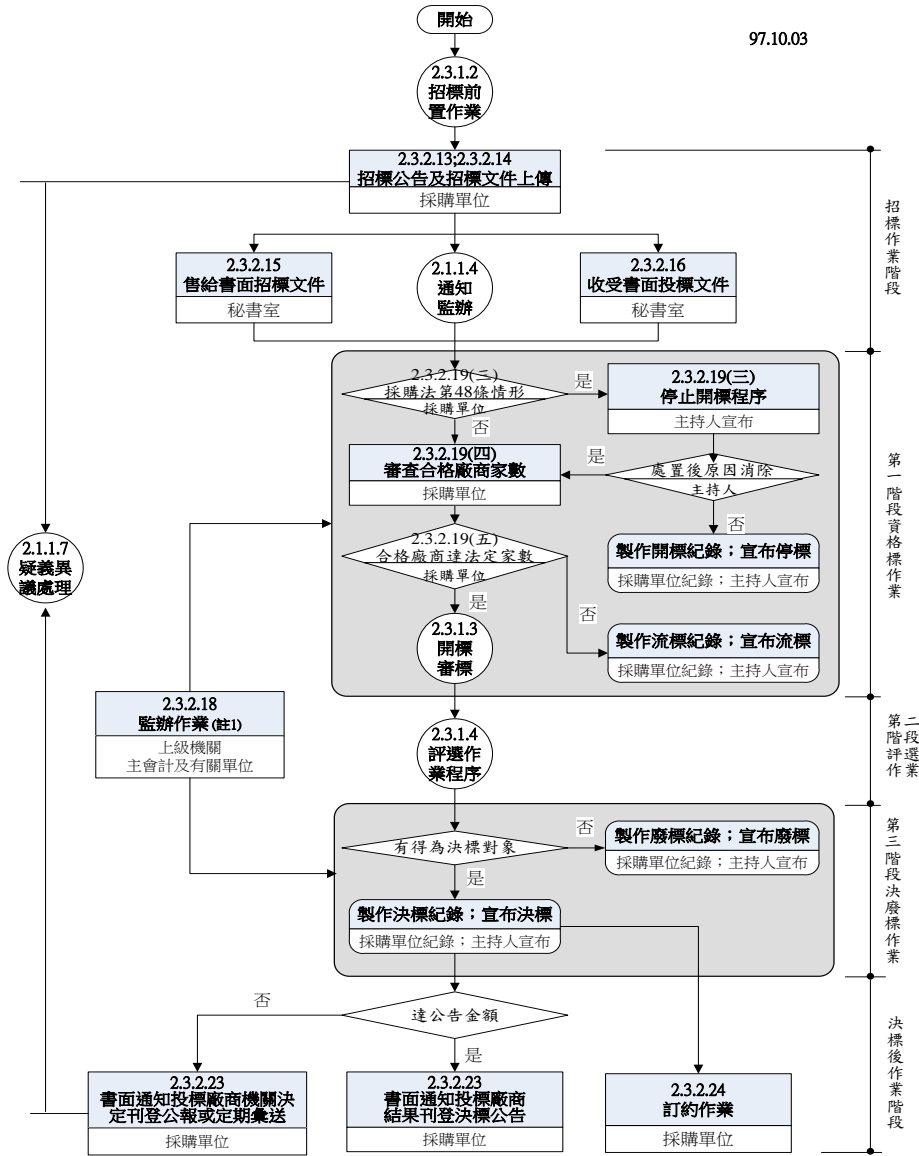 開始
97.10.03
2.3.1.2
招標前
置作業
2.3.2.13;2.3.2.14
招標公告及招標文件上傳
採購單位
2.3.2.15
售給書面招標文件
秘書室
2.1.1.4
通知
監辦
2.3.2.16
收受書面投標文件
秘書室
招標作業階段
2.3.2.19(三)
採購法第48條情形
採購單位
是
否
2.3.2.19(三)
停止開標程序
主持人宣布
2.3.2.19(四)
審查合格廠商家數
採購單位
是
處置後原因消除
主持人
否
2.3.2.19(五)
合格廠商達法定家數
採購單位
是
否
製作開標紀錄；宣布停標
採購單位紀錄；主持人宣布
2.3.1.3
開標
審標
製作流標紀錄；宣布流標
採購單位紀錄；主持人宣布
第一階段資格標作業
2.1.1.7
疑義異
議處理
2.3.2.18
監辦作業(註1)
上級機關
主會計及有關單位
2.3.1.4
評選作
業程序
第二
階段
評選
作業
有得為決標對象
否
是
製作廢標紀錄；宣布廢標
採購單位紀錄；主持人宣布
製作決標紀錄；宣布決標
採購單位紀錄；主持人宣布
第三階段決廢標作業
達公告金額
否
是
2.3.2.23
書面通知投標廠商機關決
定刊登公報或定期彙送
採購單位
2.3.2.23
書面通知投標廠商
結果刊登決標公告
採購單位
2.3.2.24
訂約作業
採購單位
決標後作業階段